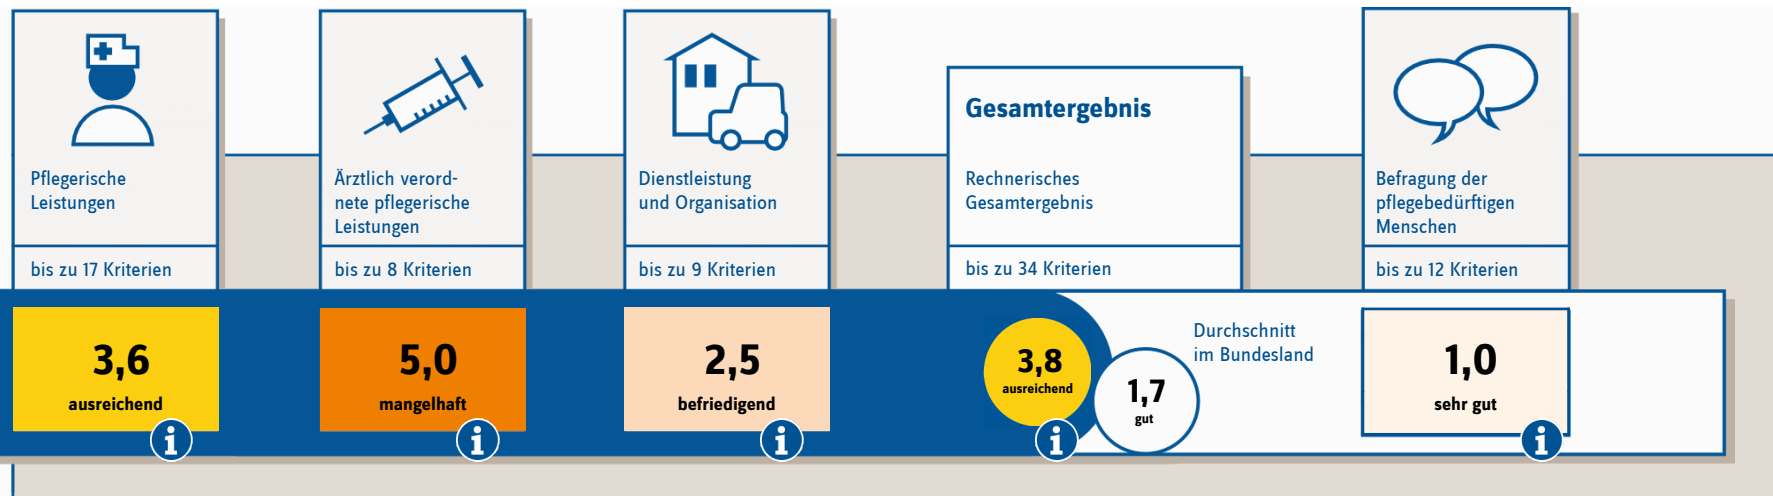 Pflegerische
Leistungen
bis zu 17 Kriterien
3,6
ausreichend
i
Ärztlich verord-
nete pflegerische
Leistungen
bis zu 8 Kriterien
5,0
mangelhaft
i
Dienstleistung
und Organisation
bis zu 9 Kriterien
2,5
befriedigend
i
Gesamtergebnis
Rechnerisches
Gesamtergebnis
bis zu 34 Kriterien
3,8
ausreichend
i
1,7
gut
Durchschnitt
im Bundesland
Befragung der
pflegebedürftigen
Menschen
bis zu 12 Kriterien
1,0
sehr gut
i